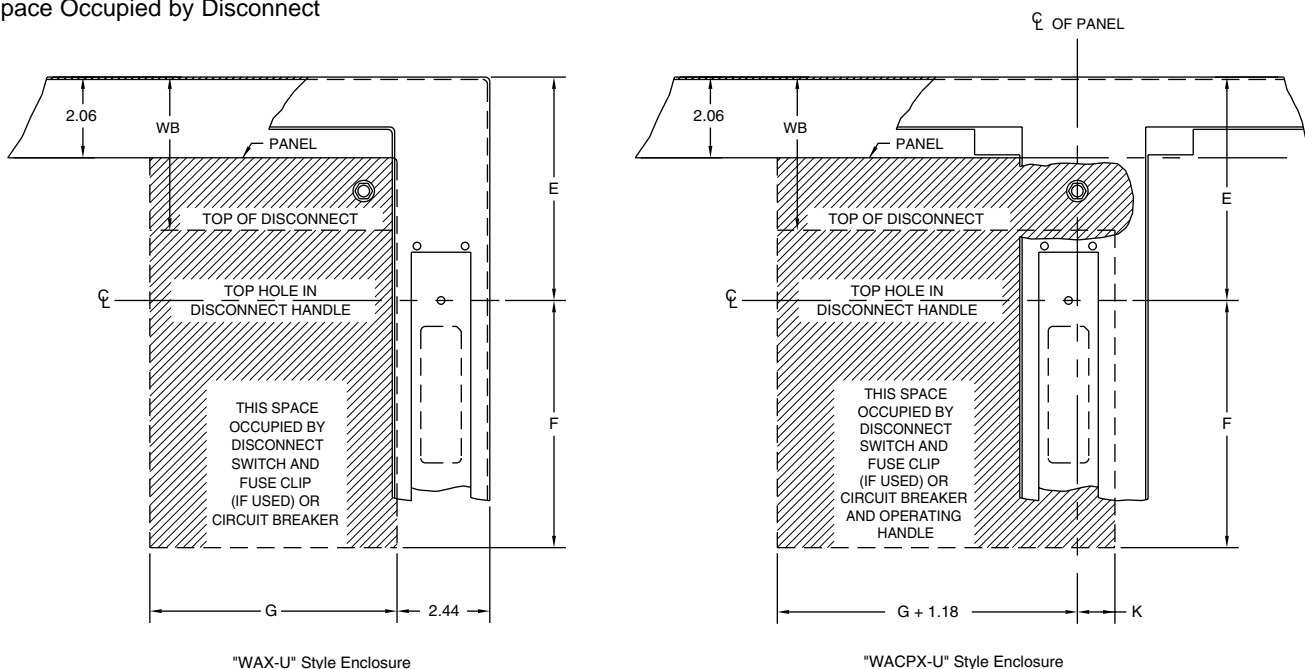 pace Occupied by Disconnect
℄ OF PANEL
2.06
WB
PANEL
E
TOP OF DISCONNECT
℄
TOP HOLE IN
DISCONNECT HANDLE
THIS SPACE
OCCUPIED BY
DISCONNECT
SWITCH AND
FUSE CLIP
(IF USED) OR
CIRCUIT BREAKER
F
G
2.44
"WAX-U" Style Enclosure
2.06
WB
PANEL
E
TOP OF DISCONNECT
℄
TOP HOLE IN
DISCONNECT HANDLE
THIS SPACE
OCCUPIED BY
DISCONNECT
SWITCH AND
FUSE CLIP
(IF USED) OR
CIRCUIT BREAKER
AND OPERATING
HANDLE
F
G + 1.18
K
"WACPX-U" Style Enclosure